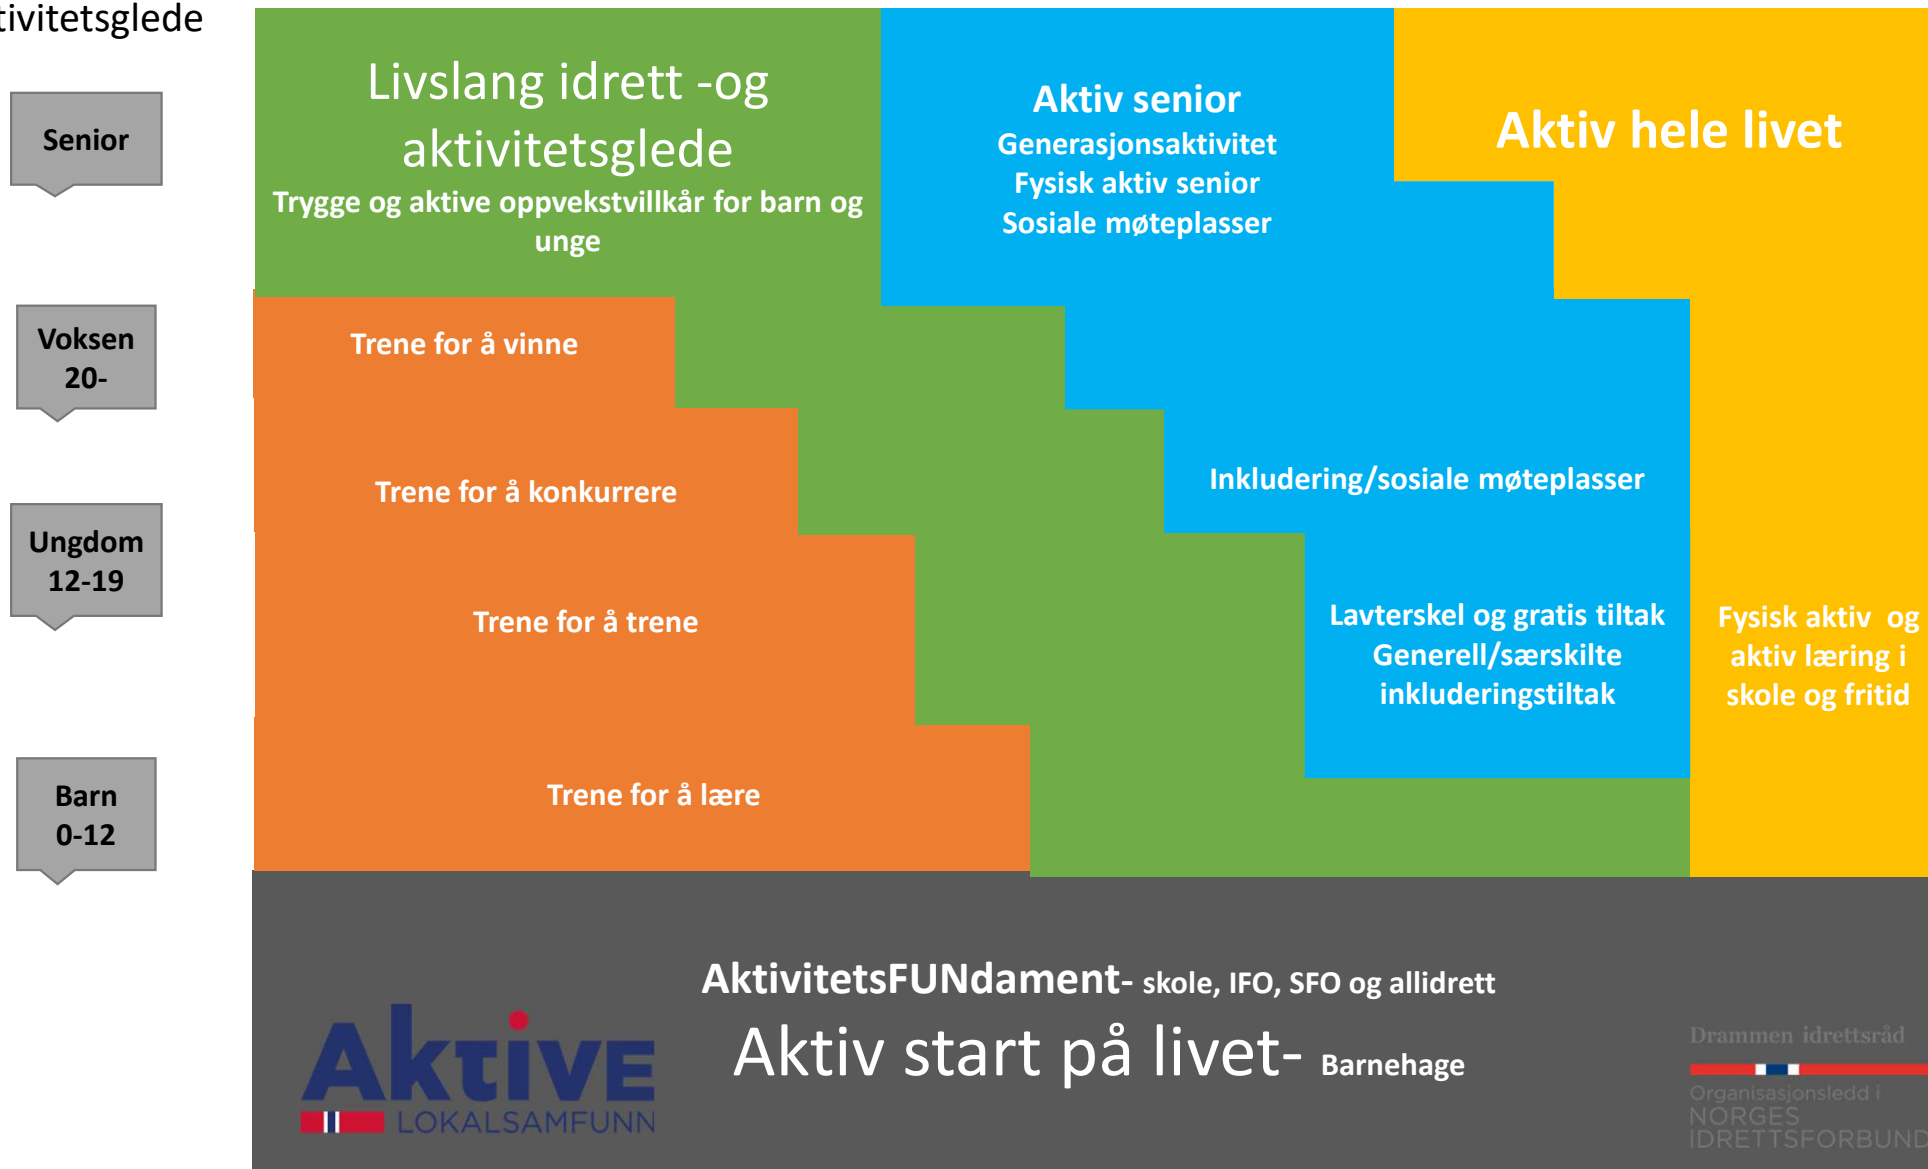 tivitetsglede
Livslang idrett -og
aktivitetsglede
Trygge og aktive oppvekstvillkår for barn og
unge
Aktiv senior
Generasjonsaktivitet
Fysisk aktiv senior
Sosiale møteplasser
Aktiv hele livet
Senior
Voksen
20-
Trene for å vinne
Trene for å konkurrere
Inkludering/sosiale møteplasser
Ungdom
12-19
Trene for å trene
Lavterskel og gratis tiltak
Generell/særskilte
inkluderingstiltak
Fysisk aktiv  og
aktiv læring i
skole og fritid
Barn
0-12
Trene for å lære
AktivitetsFUNdament- skole, IFO, SFO og allidrett
Aktiv start på livet- Barnehage
AkTIVE
LOKALSAMFUNN
Drammen idrettsråd
Organisasjonsledd i
NORGES
IDRETTSFORBUND